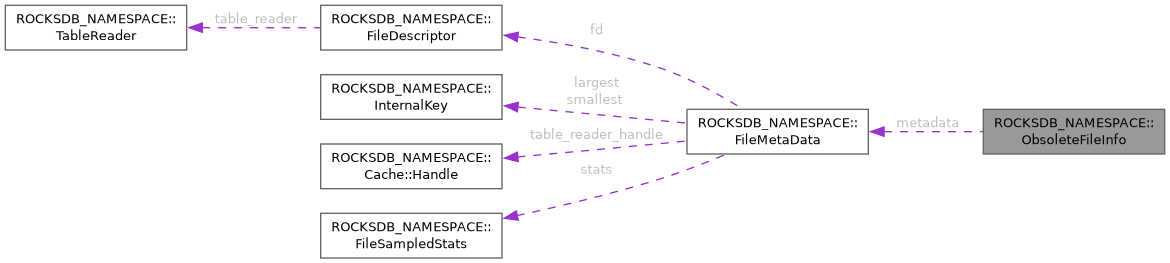 ROCKSDB_NAMESPACE::
TableReader
table_reader
ROCKSDB_NAMESPACE::
FileDescriptor
fd
ROCKSDB_NAMESPACE::
InternalKey
largest
smallest
ROCKSDB_NAMESPACE::
FileMetaData
metadata
ROCKSDB_NAMESPACE::
ObsoleteFileInfo
table_reader_handle
ROCKSDB_NAMESPACE::
Cache::Handle
stats
ROCKSDB_NAMESPACE::
FileSampledStats